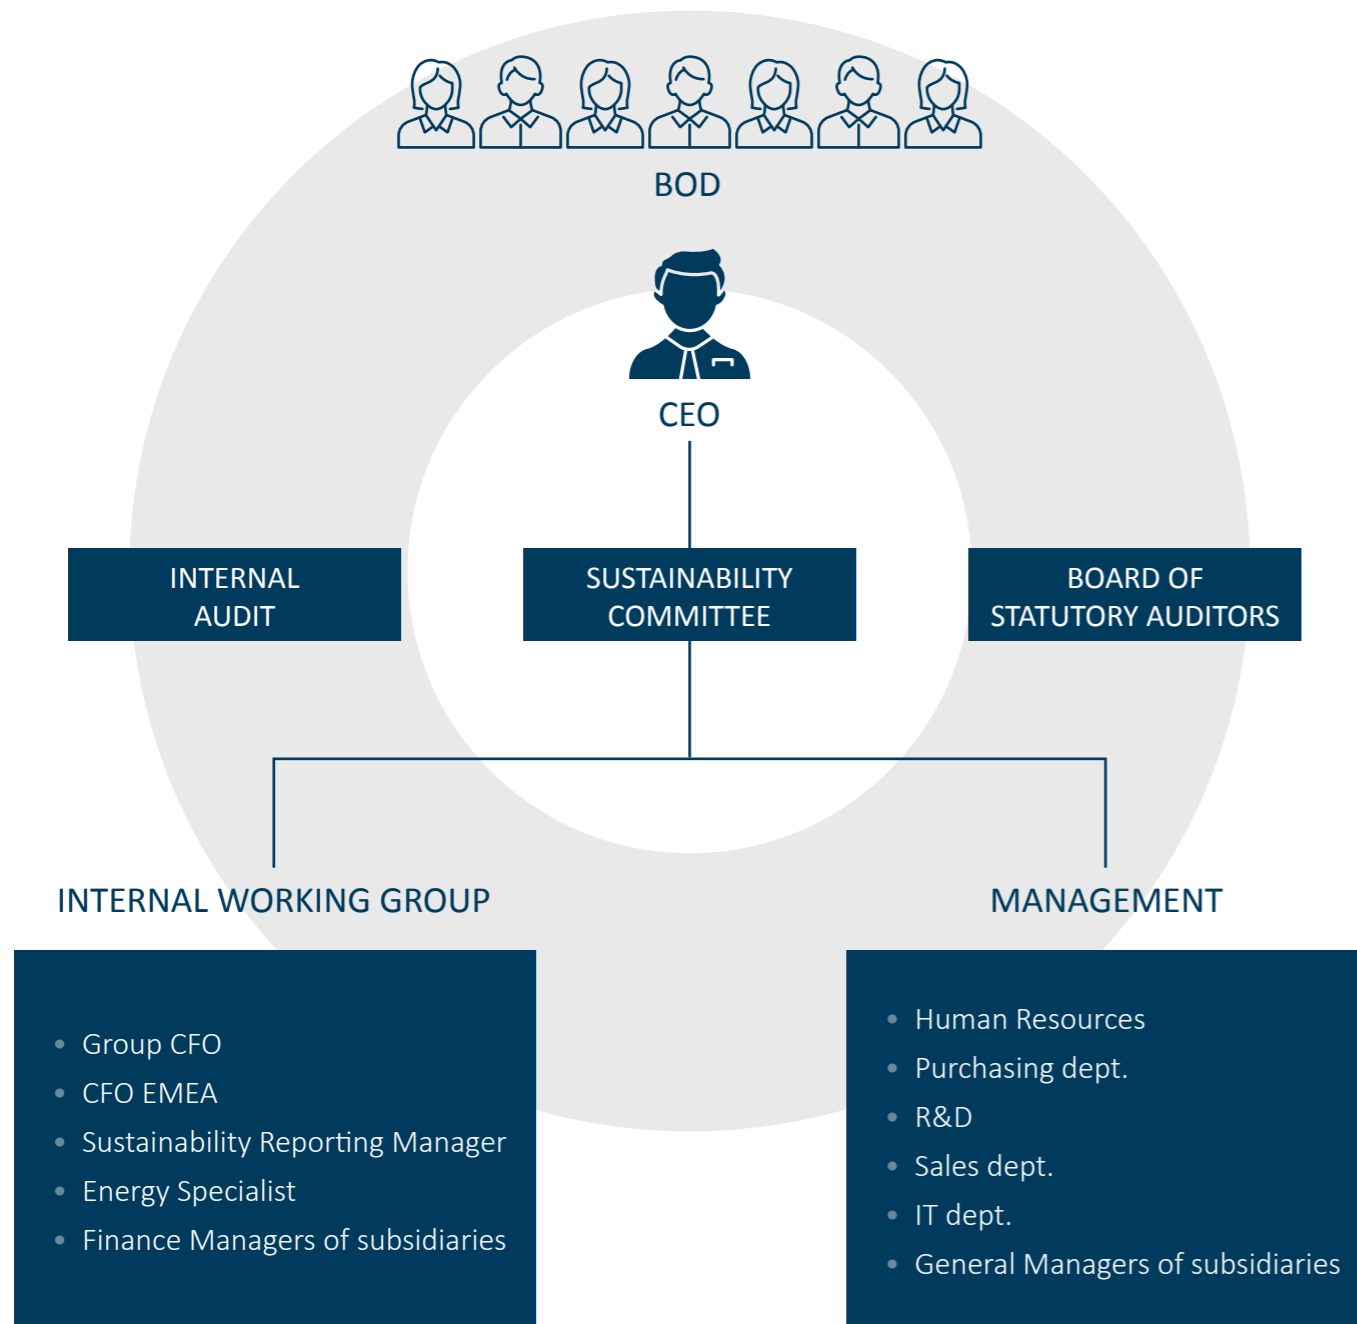 BOD
CEO
INTERNAL
AUDIT
SUSTAINABILITY
COMMITTEE
BOARD OF
STATUTORY AUDITORS
INTERNAL WORKING GROUP
• Group CFO
• CFO EMEA
• Sustainability Reporting Manager
• Energy Specialist
• Finance Managers of subsidiaries
MANAGEMENT
• Human Resources
• Purchasing dept.
• R&D
• Sales dept.
• IT dept.
• General Managers of subsidiaries